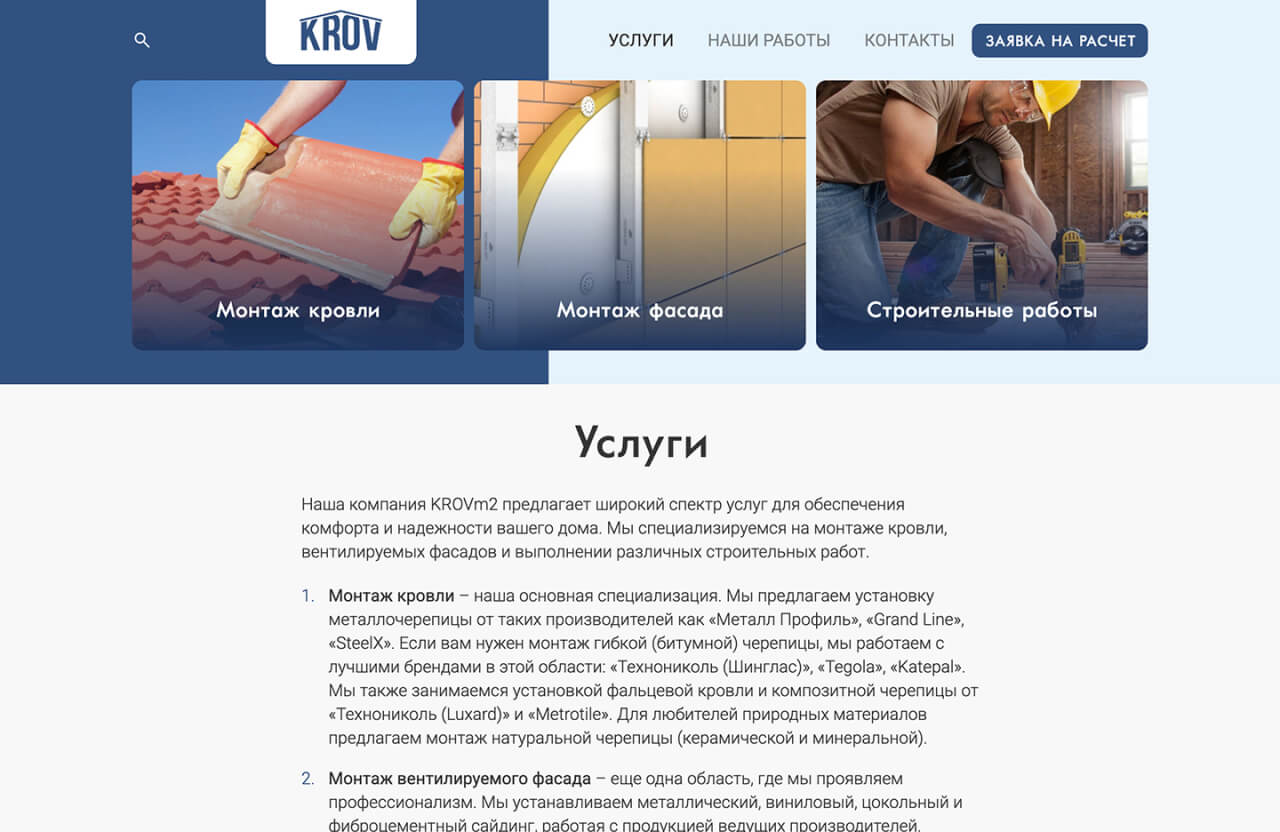 KROV
УСЛУГИ
НАШИ РАБОТЫ
КОНТАКТЫ
ЗАЯВКА НА РАСЧЕТ
Монтаж кровли
Монтаж фасада
Строительные работы
Услуги
Наша компания KROVm2 предлагает широкий спектр услуг для обеспечения
комфорта и надежности вашего дома. Мы специализируемся на монтаже кровли,
вентилируемых фасадов и выполнении различных строительных работ.
1. Монтаж кровли – наша основная специализация. Мы предлагаем установку
металлочерепицы от таких производителей как «Металл Профиль», «Grand Line»,
«SteelX». Если вам нужен монтаж гибкой (битумной) черепицы, мы работаем с
лучшими брендами в этой области: «Технониколь (Шинглас)», «Tegola», «Katepal».
Мы также занимаемся установкой фальцевой кровли и композитной черепицы от
«Технониколь (Luxard)» и «Metrotile». Для любителей природных материалов
предлагаем монтаж натуральной черепицы (керамической и минеральной).
2. Монтаж вентилируемого фасада – еще одна область, где мы проявляем
профессионализм. Мы устанавливаем металлический, виниловый, цокольный и
фиброцементный сайдинг, работая с продукцией ведущих производителей,